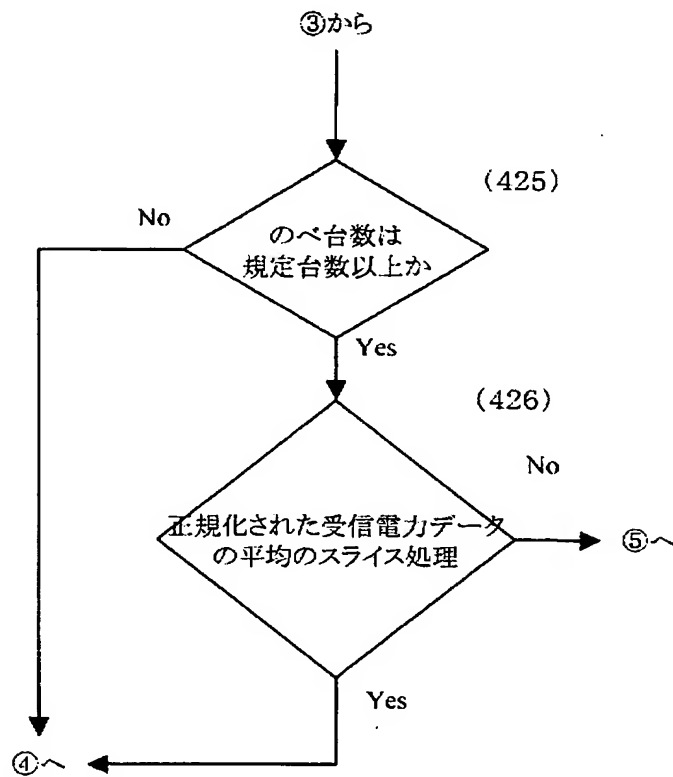 ③から
(425)
No
のべ台数は
規定台数以上か
Yes
(426)
No
正規化された受信電力データ
の平均のスライス処理
⑤へ
Yes
④へ